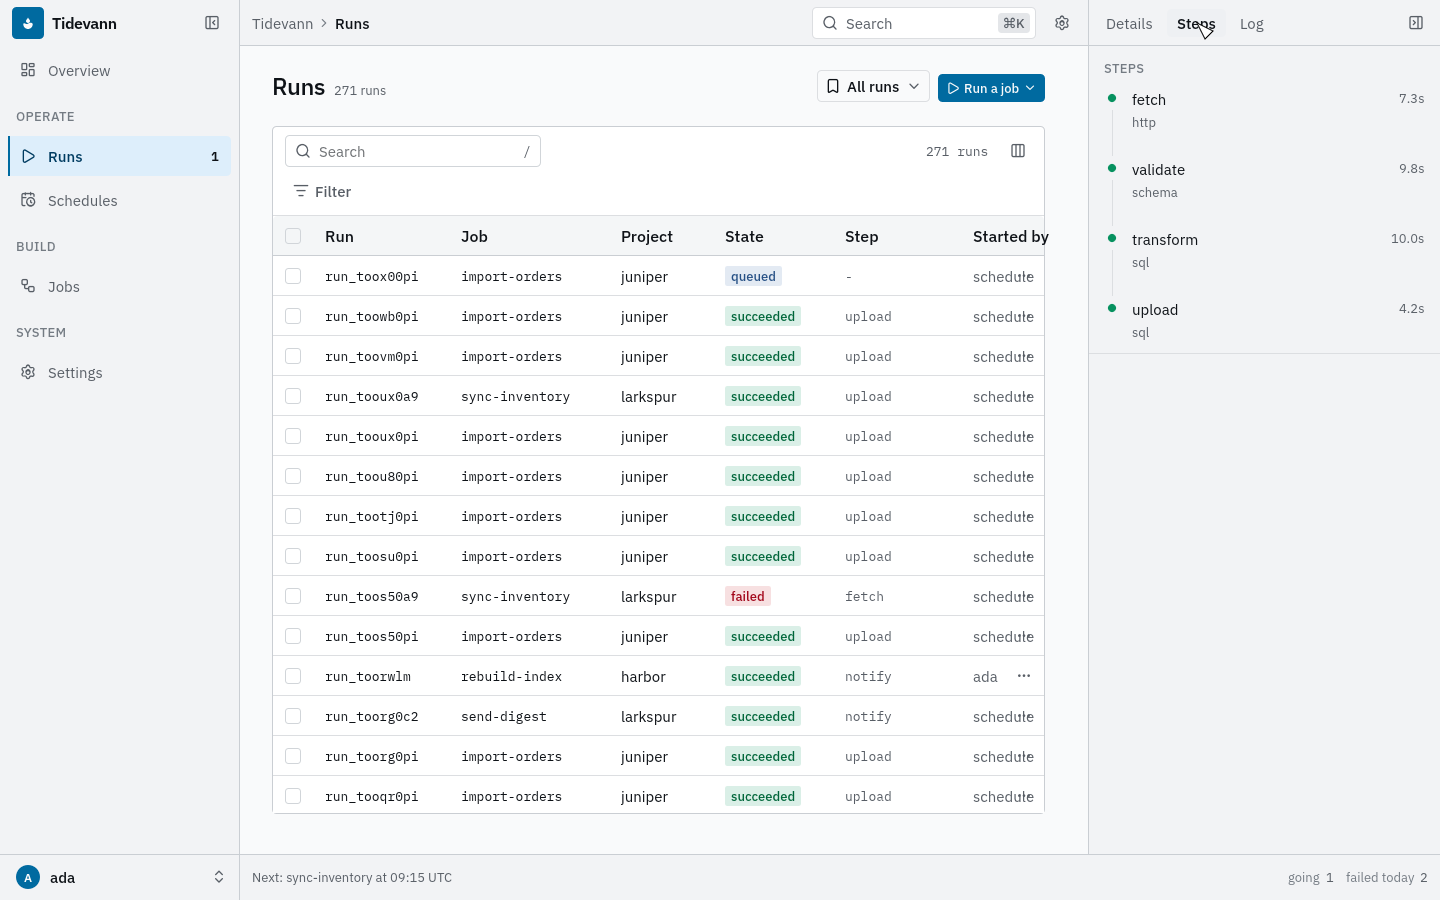 Tidevann
Overview
OPERATE
Runs 1
Schedules
BUILD
Jobs
SYSTEM
Settings
A ada
Tidevann > Runs
Search ⌘K
Runs 271 runs
All runs
Run a job
Search /
271 runs
Filter
Run Job Project State Step Started by
run_toox00pi import-orders juniper queued - schedule ···
run_toowb0pi import-orders juniper succeeded upload schedule ···
run_toovm0pi import-orders juniper succeeded upload schedule ···
run_tooux0a9 sync-inventory larkspur succeeded upload schedule ···
run_tooux0pi import-orders juniper succeeded upload schedule ···
run_toou80pi import-orders juniper succeeded upload schedule ···
run_tootj0pi import-orders juniper succeeded upload schedule ···
run_toosu0pi import-orders juniper succeeded upload schedule ···
run_toos50a9 sync-inventory larkspur failed fetch schedule ···
run_toos50pi import-orders juniper succeeded upload schedule ···
run_toorwlm rebuild-index harbor succeeded notify ada ···
run_toorg0c2 send-digest larkspur succeeded notify schedule ···
run_toorg0pi import-orders juniper succeeded upload schedule ···
run_tooqr0pi import-orders juniper succeeded upload schedule ···
Next: sync-inventory at 09:15 UTC
going 1 failed today 2
Details Steps Log
STEPS
fetch 7.3s
http
validate 9.8s
schema
transform 10.0s
sql
upload 4.2s
sql